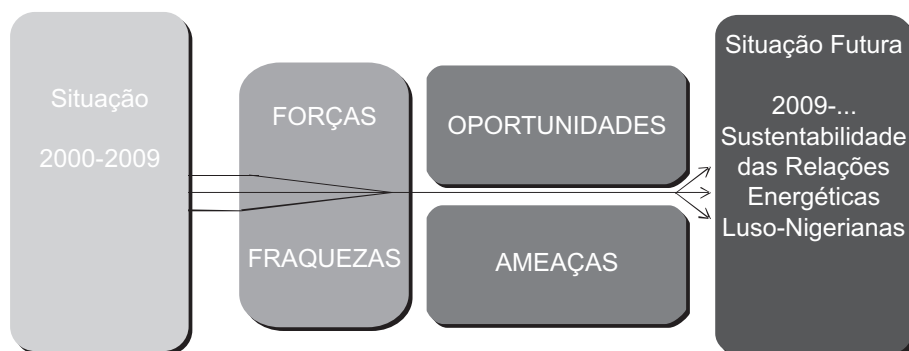 Situação
2000-2009
FORÇAS
FRAQUEZAS
OPORTUNIDADES
AMEAÇAS
Situação Futura
2009-...
Sustentabilidade
das Relações
Energéticas
Luso-Nigerianas